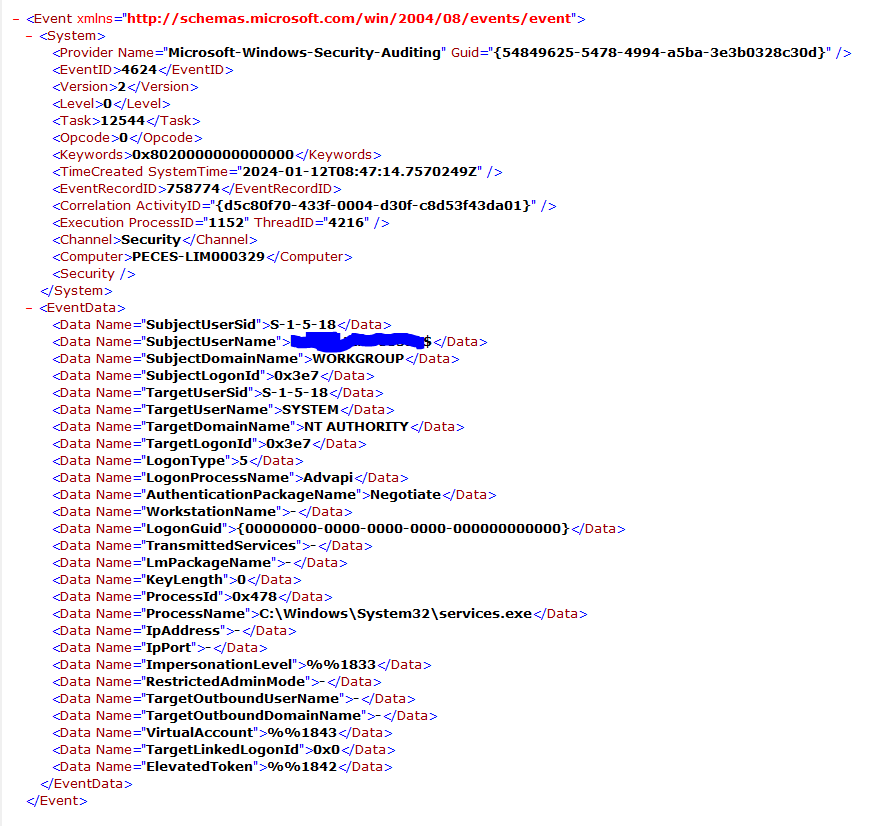 - <Event xmlns="http://schemas.microsoft.com/win/2004/08/events/event">
- <System>
<Provider Name="Microsoft-Windows-Security-Auditing" Guid="{54849625-5478-4994-a5ba-3e3b0328c30d}" />
<EventID>4624</EventID>
<Version>2</Version>
<Level>0</Level>
<Task>12544</Task>
<Opcode>0</Opcode>
<Keywords>0x8020000000000000</Keywords>
<TimeCreated SystemTime="2024-01-12T08:47:14.7570249Z" />
<EventRecordID>758774</EventRecordID>
<Correlation ActivityID="{d5c80f70-433f-0004-d30f-c8d53f43da01}" />
<Execution ProcessID="1152" ThreadID="4216" />
<Channel>Security</Channel>
<Computer>PECES-LIM000329</Computer>
<Security />
</System>
- <EventData>
<Data Name="SubjectUserSid">S-1-5-18</Data>
<Data Name="SubjectUserName">$</Data>
<Data Name="SubjectDomainName">WORKGROUP</Data>
<Data Name="SubjectLogonId">0x3e7</Data>
<Data Name="TargetUserSid">S-1-5-18</Data>
<Data Name="TargetUserName">SYSTEM</Data>
<Data Name="TargetDomainName">NT AUTHORITY</Data>
<Data Name="TargetLogonId">0x3e7</Data>
<Data Name="LogonType">5</Data>
<Data Name="LogonProcessName">Advapi</Data>
<Data Name="AuthenticationPackageName">Negotiate</Data>
<Data Name="WorkstationName">-</Data>
<Data Name="LogonGuid">{00000000-0000-0000-0000-000000000000}</Data>
<Data Name="TransmittedServices">-</Data>
<Data Name="LmPackageName">-</Data>
<Data Name="KeyLength">0</Data>
<Data Name="ProcessId">0x478</Data>
<Data Name="ProcessName">C:\Windows\System32\services.exe</Data>
<Data Name="IpAddress">-</Data>
<Data Name="IpPort">-</Data>
<Data Name="ImpersonationLevel">%%1833</Data>
<Data Name="RestrictedAdminMode">-</Data>
<Data Name="TargetOutboundUserName">-</Data>
<Data Name="TargetOutboundDomainName">-</Data>
<Data Name="VirtualAccount">%%1843</Data>
<Data Name="TargetLinkedLogonId">0x0</Data>
<Data Name="ElevatedToken">%%1842</Data>
</EventData>
</Event>